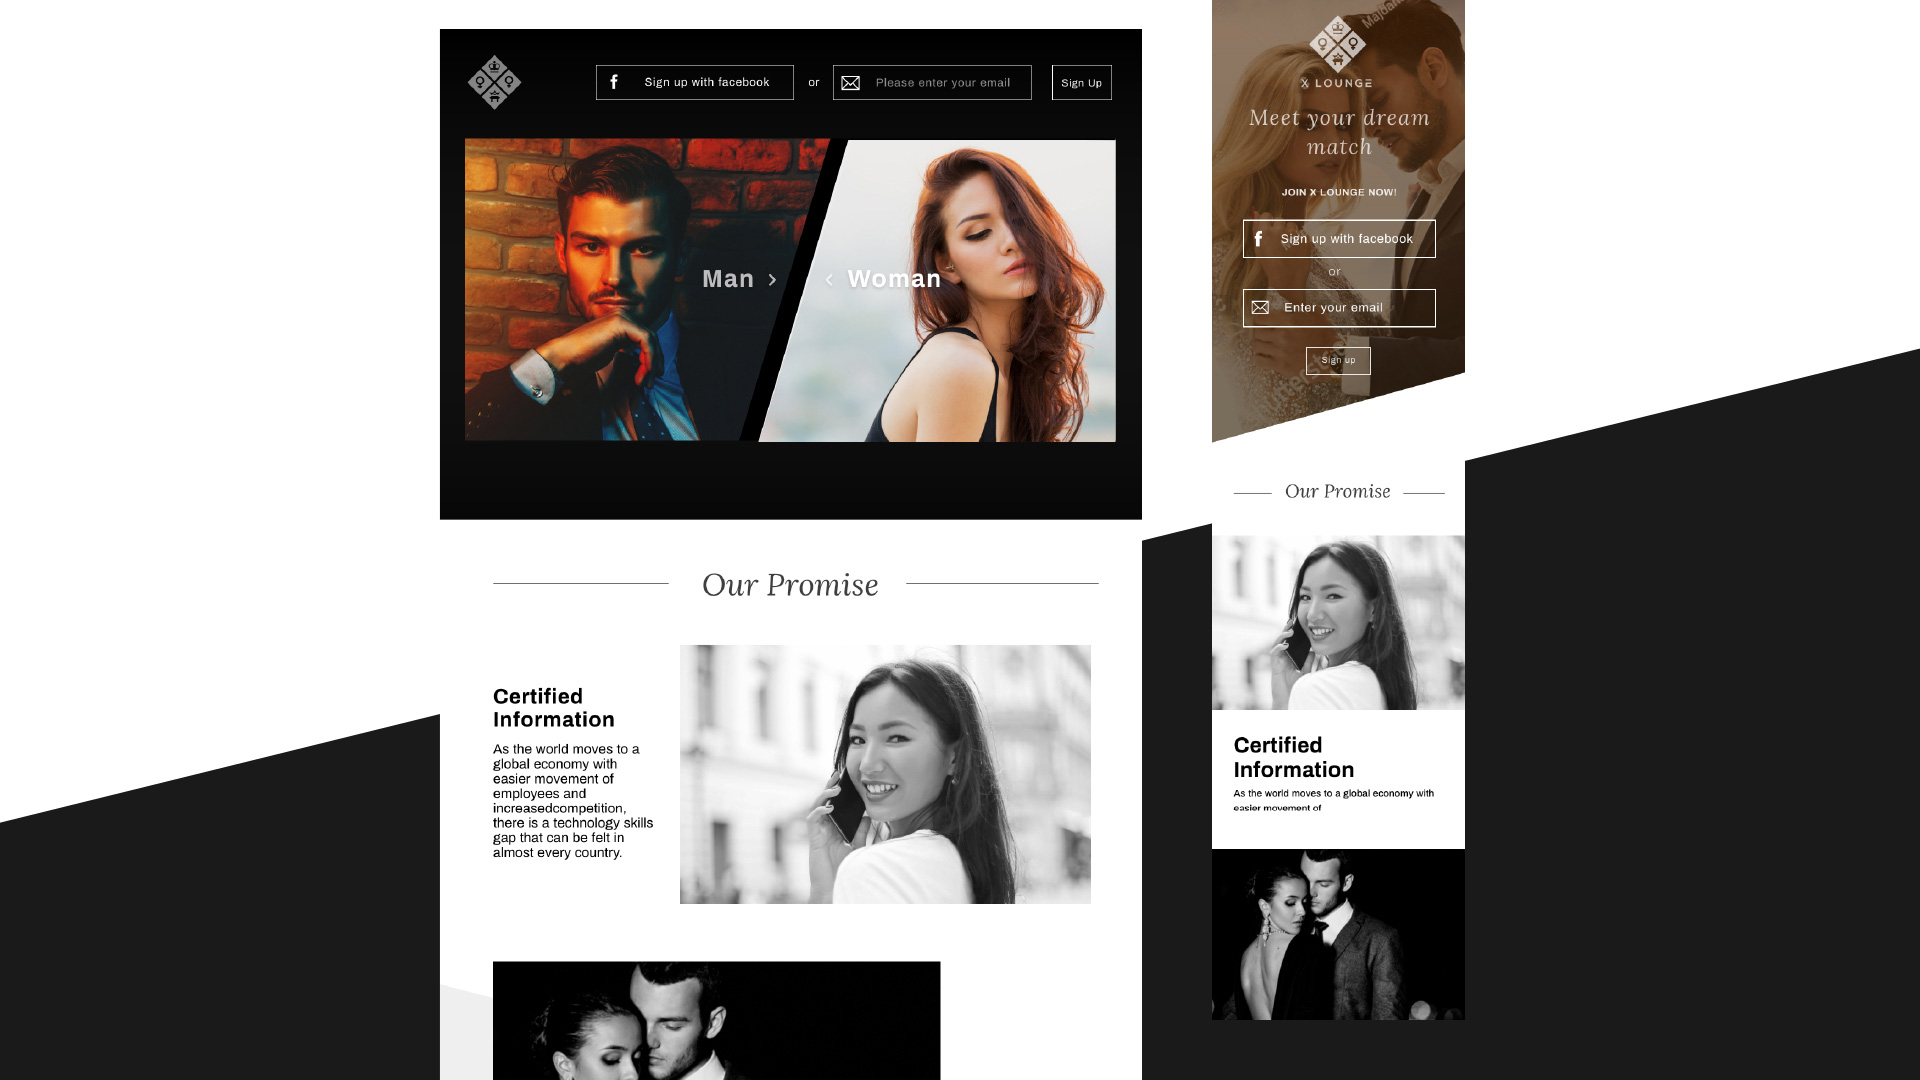 Sign up with facebook
or
Please enter your email
Sign Up
Man
Woman
Our Promise
Certified
Information
As the world moves to a
global economy with
easier movement of
employees and
increasedcompetition,
there is a technology skills
gap that can be felt in
almost every country.
X LOUNGE
Meet your dream
match
JOIN X LOUNGE NOW!
Sign up with facebook
or
Enter your email
Sign up
Our Promise
Certified
Information
As the world moves to a global economy with
easier movement of